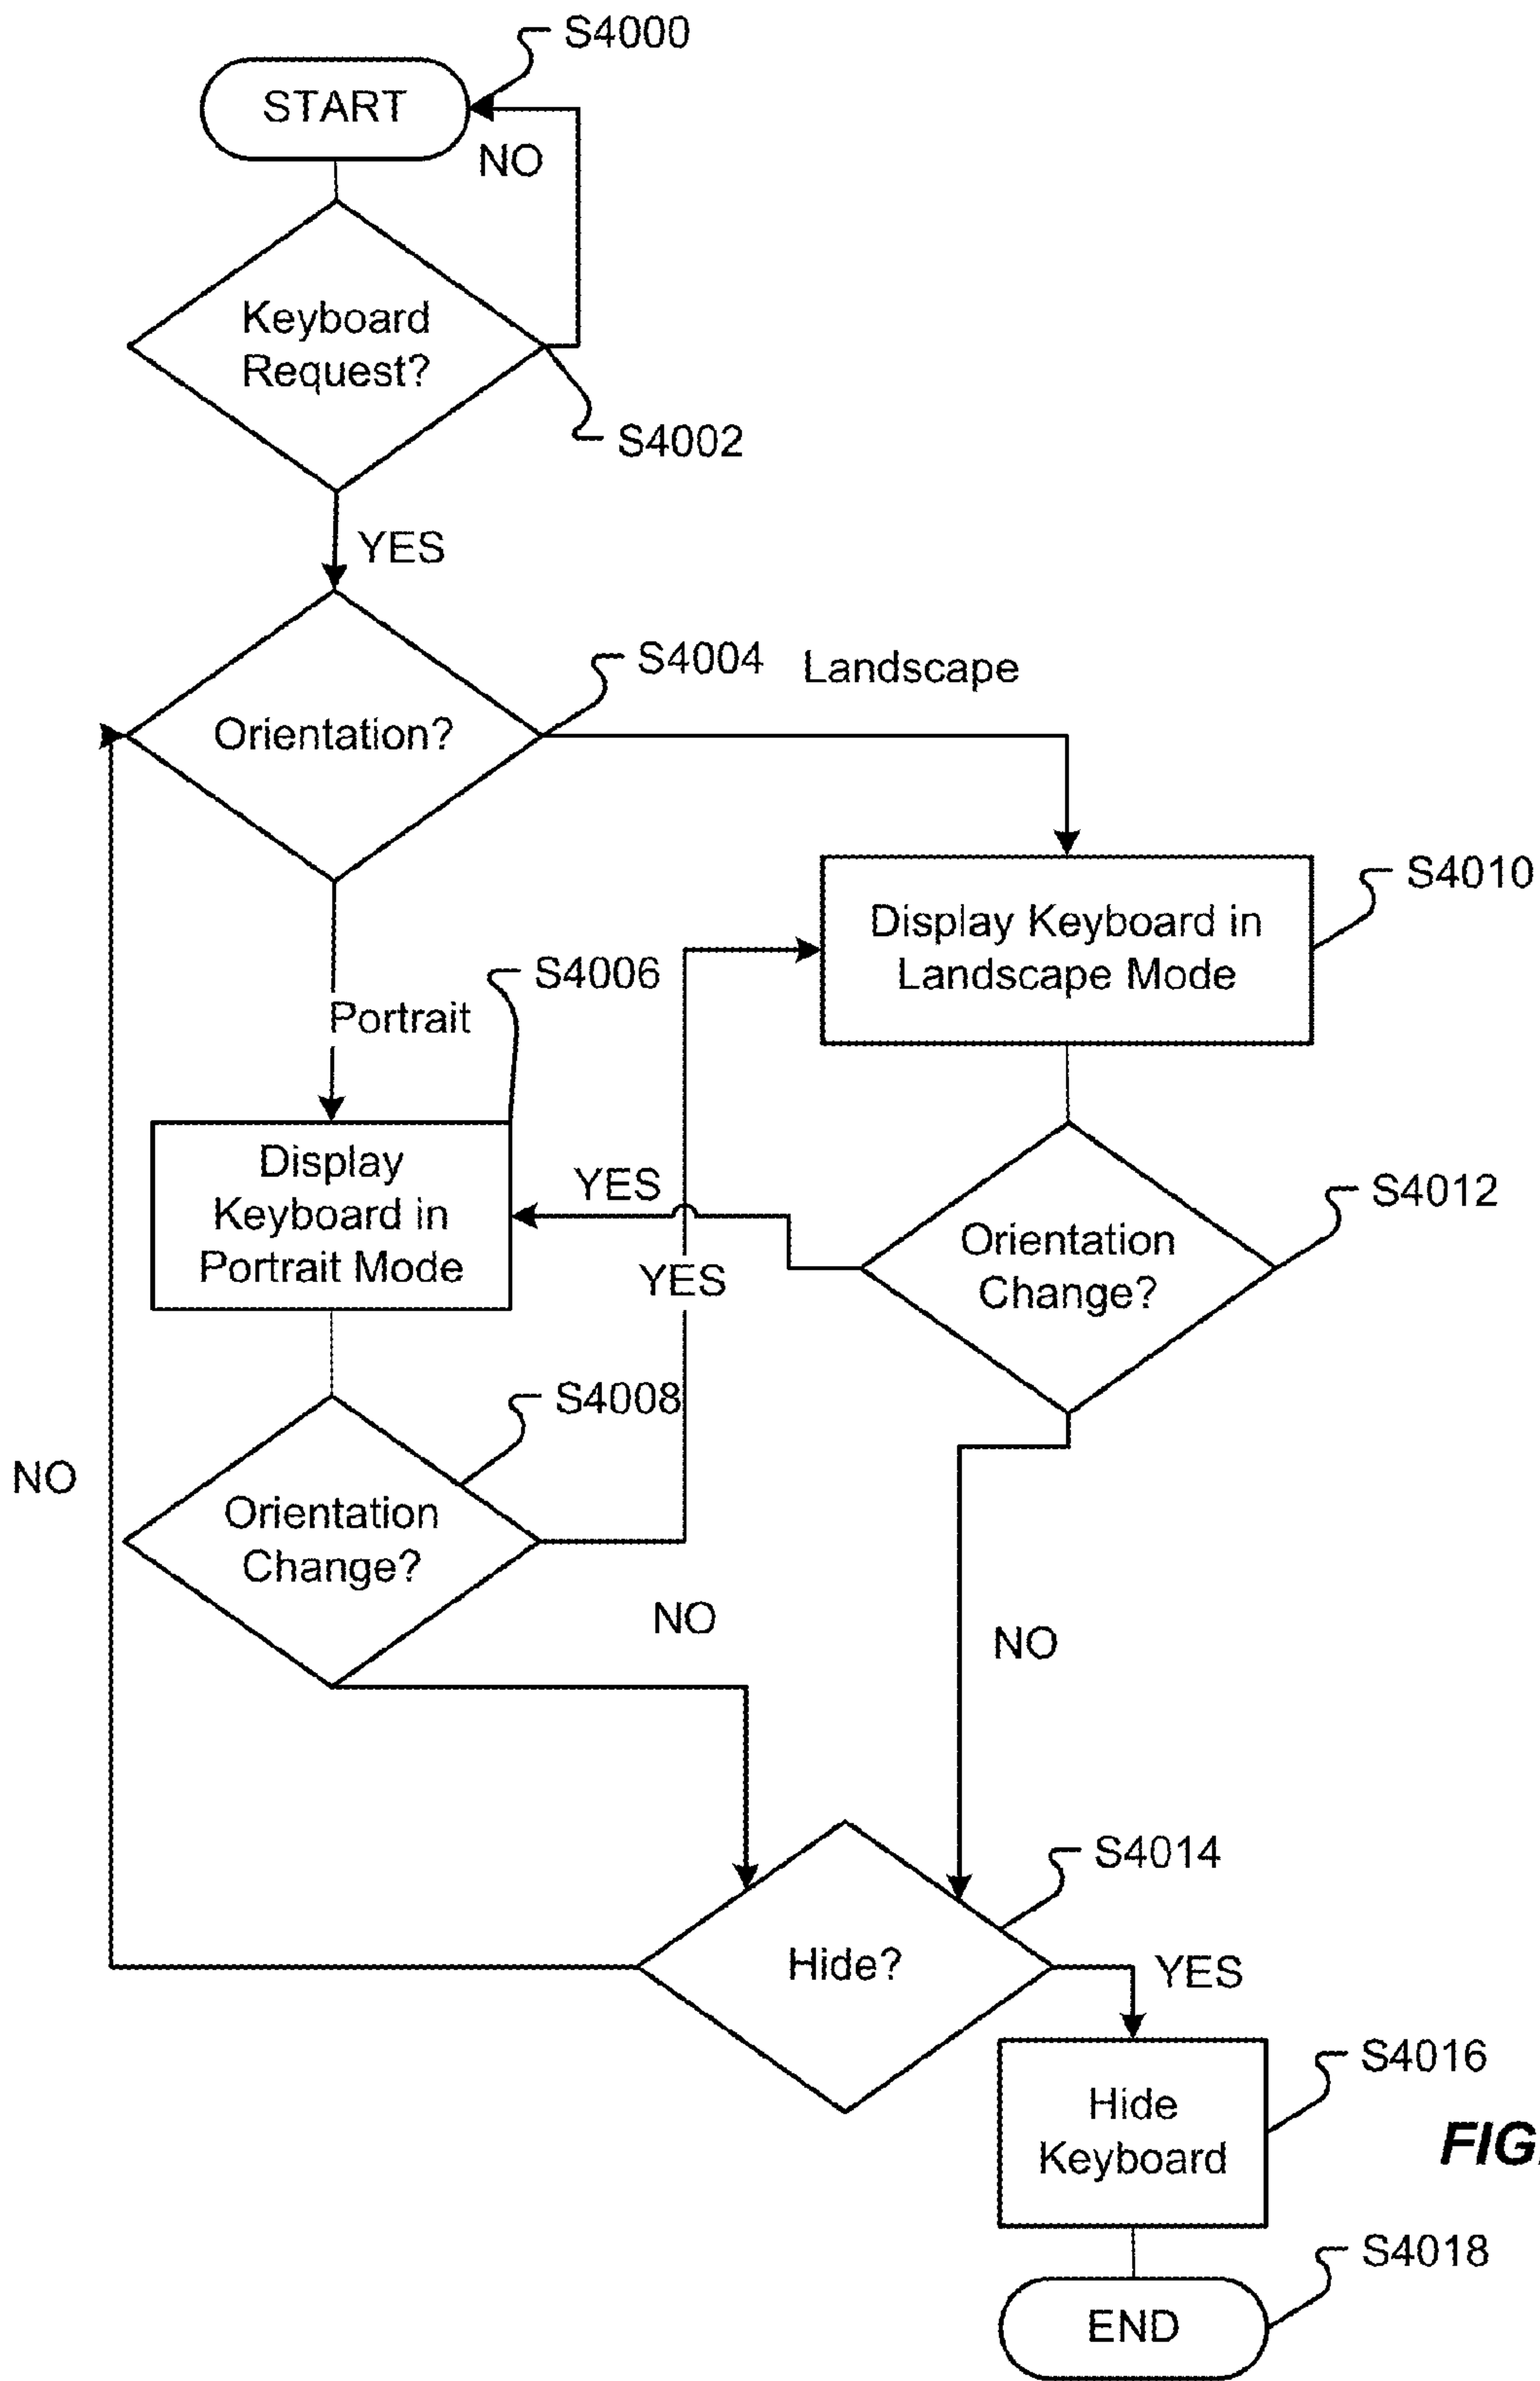 S4000
START
NO
Keyboard
Request?
S4002
YES
S4004
Landscape
Orientation?
S4010
Display Keyboard in
Landscape Mode
S4006
Portrait
Display
Keyboard in
Portrait Mode
YES
S4012
Orientation
Change?
YES
S4008
NO
Orientation
Change?
NO
NO
S4014
Hide?
YES
S4016
Hide
Keyboard
FIG.
S4018
END